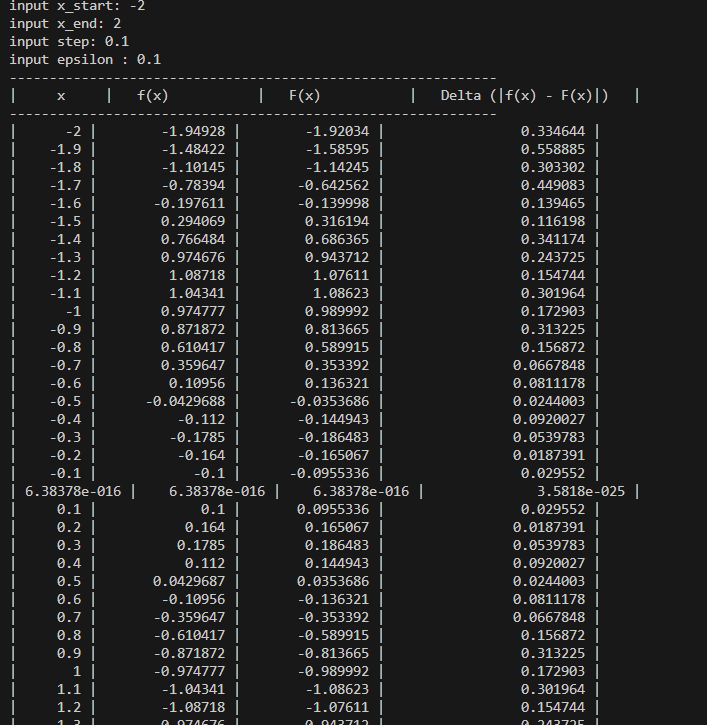 input x_start: -2
input x_end: 2
input step: 0.1
input epsilon : 0.1
-------------------------------------------------------------
| x | f(x) | F(x) | Delta (|f(x) - F(x)|) |
-------------------------------------------------------------
| -2 | -1.94928 | -1.92034 | 0.334644 |
| -1.9 | -1.48422 | -1.58595 | 0.558885 |
| -1.8 | -1.10145 | -1.14245 | 0.303302 |
| -1.7 | -0.78394 | -0.642562 | 0.449083 |
| -1.6 | -0.197611 | -0.139998 | 0.139465 |
| -1.5 | 0.294069 | 0.316194 | 0.116198 |
| -1.4 | 0.766484 | 0.686365 | 0.341174 |
| -1.3 | 0.974676 | 0.943712 | 0.243725 |
| -1.2 | 1.08718 | 1.07611 | 0.154744 |
| -1.1 | 1.04341 | 1.08623 | 0.301964 |
| -1 | 0.974777 | 0.989992 | 0.172903 |
| -0.9 | 0.871872 | 0.813665 | 0.313225 |
| -0.8 | 0.610417 | 0.589915 | 0.156872 |
| -0.7 | 0.359647 | 0.353392 | 0.0667848 |
| -0.6 | 0.10956 | 0.136321 | 0.0811178 |
| -0.5 | -0.0429688 | -0.0353686 | 0.0244003 |
| -0.4 | -0.112 | -0.144943 | 0.0920027 |
| -0.3 | -0.1785 | -0.186483 | 0.0539783 |
| -0.2 | -0.164 | -0.165067 | 0.0187391 |
| -0.1 | -0.1 | -0.0955336 | 0.029552 |
| 6.38378e-016 | 6.38378e-016 | 6.38378e-016 | 3.5818e-025 |
| 0.1 | 0.1 | 0.0955336 | 0.029552 |
| 0.2 | 0.164 | 0.165067 | 0.0187391 |
| 0.3 | 0.1785 | 0.186483 | 0.0539783 |
| 0.4 | 0.112 | 0.144943 | 0.0920027 |
| 0.5 | 0.0429687 | 0.0353686 | 0.0244003 |
| 0.6 | -0.10956 | -0.136321 | 0.0811178 |
| 0.7 | -0.359647 | -0.353392 | 0.0667848 |
| 0.8 | -0.610417 | -0.589915 | 0.156872 |
| 0.9 | -0.871872 | -0.813665 | 0.313225 |
| 1 | -0.974777 | -0.989992 | 0.172903 |
| 1.1 | -1.04341 | -1.08623 | 0.301964 |
| 1.2 | -1.08718 | -1.07611 | 0.154744 |
| 1.3 | -0.974676 | -0.943712 | 0.243725 |